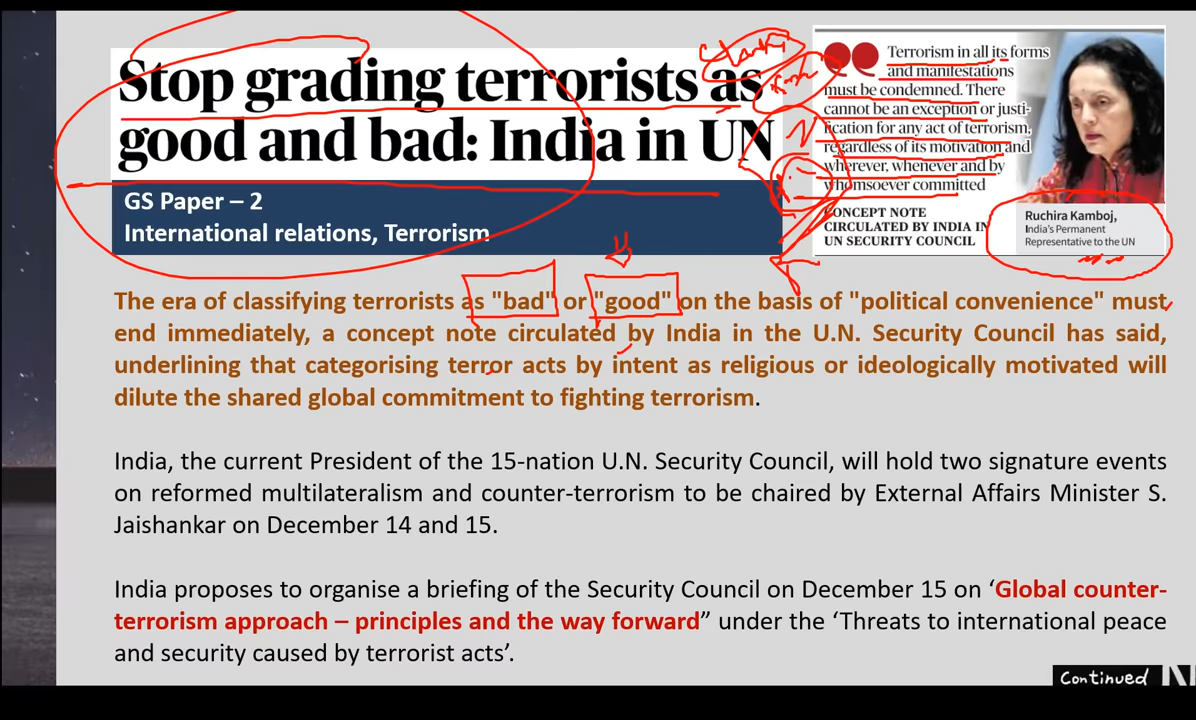 Stop grading terrorists as
good and bad: India in UN
GS Paper – 2
International relations, Terrorism
Terrorism in all its forms
and manifestations
must be condemned. There
cannot be an exception or justi-
fication for any act of terrorism,
regardless of its motivation and
wherever, whenever and by
whomsoever committed
CONCEPT NOTE
CIRCULATED BY INDIA IN
UN SECURITY COUNCIL
Ruchira Kamboj,
India's Permanent
Representative to the UN
The era of classifying terrorists as "bad" or "good" on the basis of "political convenience" must
end immediately, a concept note circulated by India in the U.N. Security Council has said,
underlining that categorising terror acts by intent as religious or ideologically motivated will
dilute the shared global commitment to fighting terrorism.
India, the current President of the 15-nation U.N. Security Council, will hold two signature events
on reformed multilateralism and counter-terrorism to be chaired by External Affairs Minister S.
Jaishankar on December 14 and 15.
India proposes to organise a briefing of the Security Council on December 15 on ‘Global counter-
terrorism approach – principles and the way forward” under the ‘Threats to international peace
and security caused by terrorist acts’.
Continued